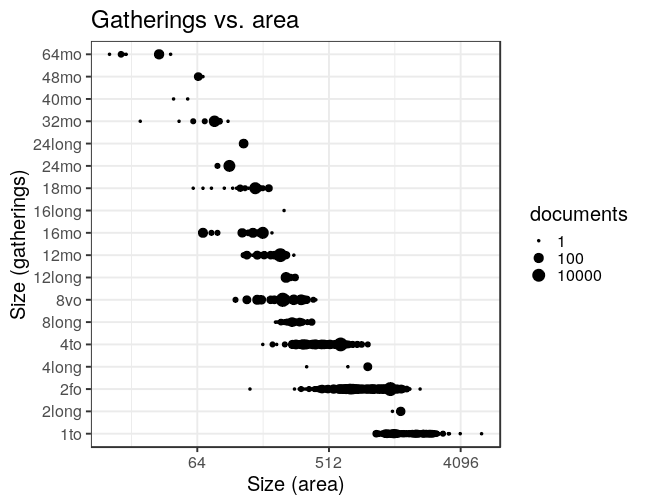 Gatherings vs. area
Size (gatherings)
64mo
48mo
40mo
32mo
24long
24mo
18mo
16long
16mo
12mo
12long
8vo
8long
4to
4long
2fo
2long
1to
64
512
4096
Size (area)
documents
1
100
10000